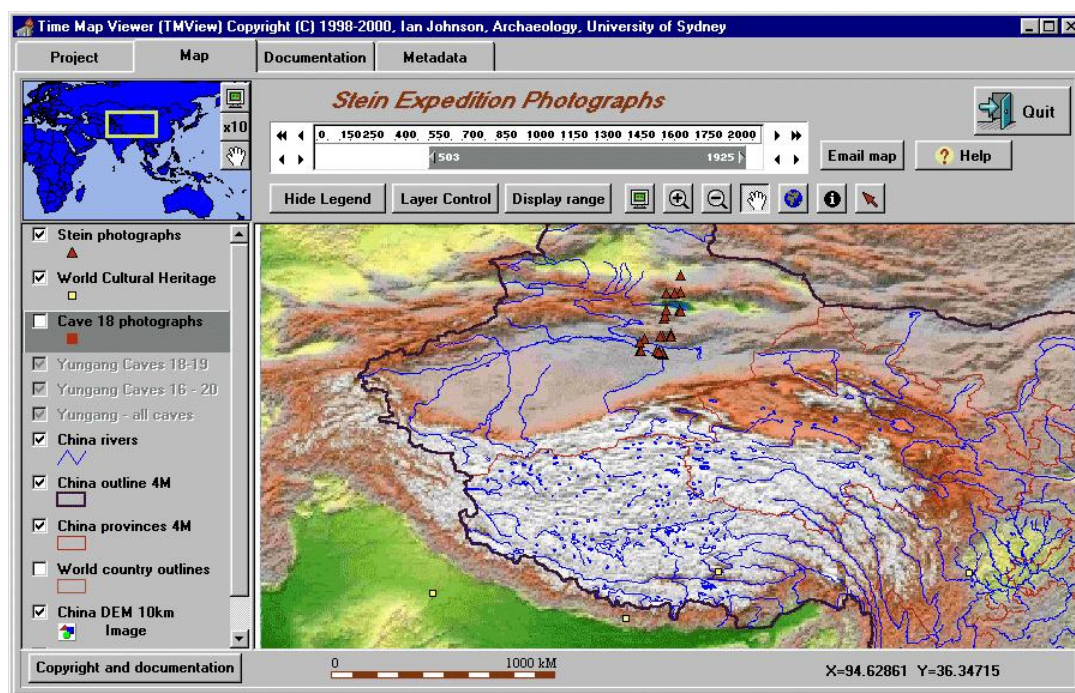 Time Map Viewer (TMView) Copyright (C) 1998-2000, Ian Johnson, Archaeology, University of Sydney
Project Map Documentation Metadata
Stein Expedition Photographs
x10
0 150 250 400 550 700 850 1000 1150 1300 1450 1600 1750 2000
503 1925
Quit
Email map
? Help
Hide Legend Layer Control Display range
Stein photographs
World Cultural Heritage
Cave 18 photographs
Yungang Caves 18-19
Yungang Caves 16 - 20
Yungang - all caves
China rivers
China outline 4M
China provinces 4M
World country outlines
China DEM 10km
Image
Copyright and documentation
0 1000 kM
X=94.62861 Y=36.34715